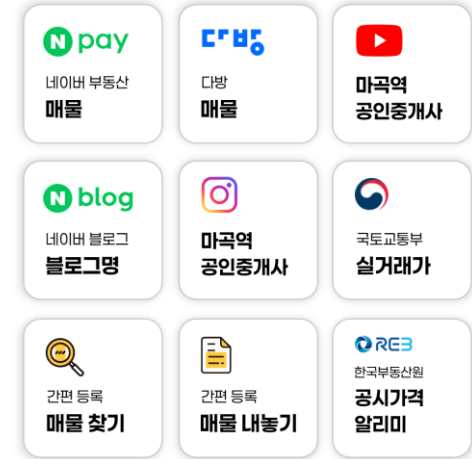 N pay
네이버 부동산
매물
다방
다방
매물
마곡역
공인중개사
N blog
네이버 블로그
블로그명
마곡역
공인중개사
국토교통부
실거래가
간편 등록
매물 찾기
간편 등록
매물 내놓기
REB
한국부동산원
공시가격
알리미